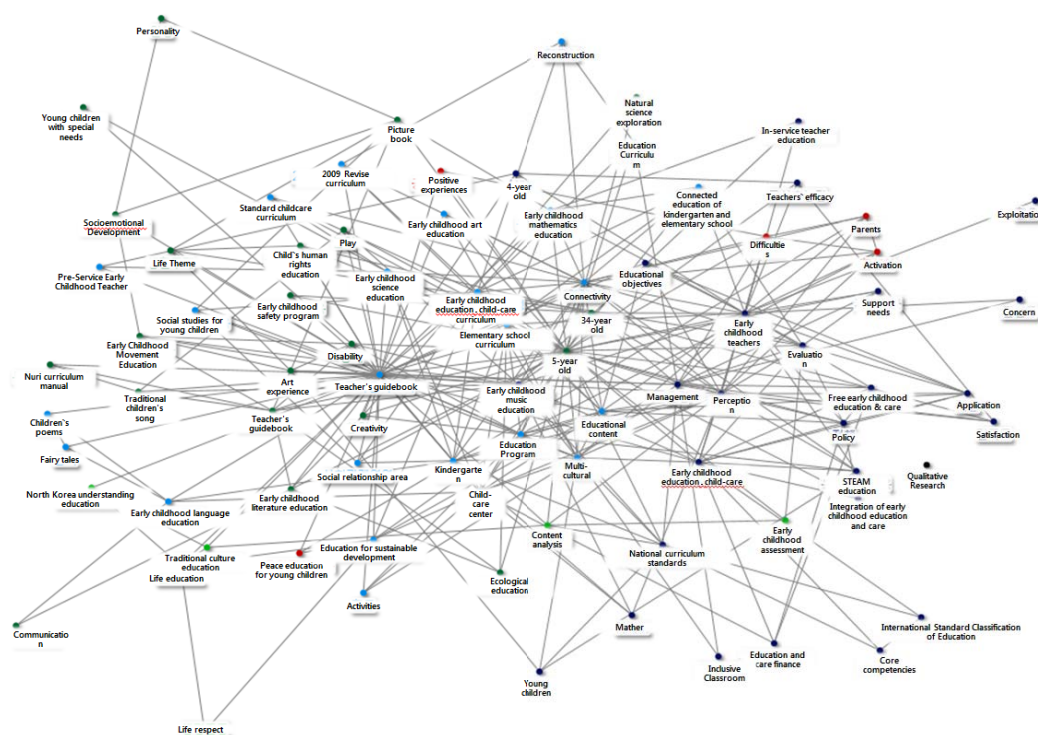 Personality
Reconstruction
Young children
with special
needs
Natural
science
exploration
Picture
book
In-service teacher
education
Education
Curriculu
m
2009 Revise
curriculum
Positive
experiences
4-year
old
Connected
education of
kindergarten and
elementary school
Teachers` efficacy
Exploitation
Standard childcare
curriculum
Early childhood art
education
Early childhood
mathematics
education
Socioemotional
Development
Parents
Play
Difficultie
s
Life Theme
Child`s human
rights
education
Activation
Pre-Service Early
Childhood Teacher
Early childhood
science
education
Educational
objectives
Connectivity
Early childhood
safety program
Early childhood
education , child-care
curriculum
Support
needs
Concern
Social studies for
young children
34-year
old
Early
childhood
teachers
Elementary school
curriculum
Early Childhood
Movement
Education
Disability
5-year
old
Evaluatio
n
Nuri curriculum
manual
Art
experience
Teacher's guidebook
Early childhood
music
education
Management
Perceptio
n
Free early childhood
education & care
Application
Traditional
children's
song
Children`s
poems
Teacher's
guidebook
Creativity
Educational
content
Policy
Satisfaction
Education
Program
Fairy tales
Social relationship area
Kindergarte
n
Multi-
cultural
Early childhood
education , child-care
STEAM
education
Qualitative
Research
North Korea understanding
education
Early childhood
literature education
Child-
care
center
Integration of early
childhood education
and care
Early childhood language
education
Content
analysis
Early
childhood
assessment
Traditional culture
education
Peace education
for young children
Education for sustainable
development
National curriculum
standards
Life education
Ecological
education
Activities
Communicatio
n
Mather
International Standard Classification
of Education
Education and
care finance
Core
competencies
Inclusive
Classroom
Young
children
Life respect